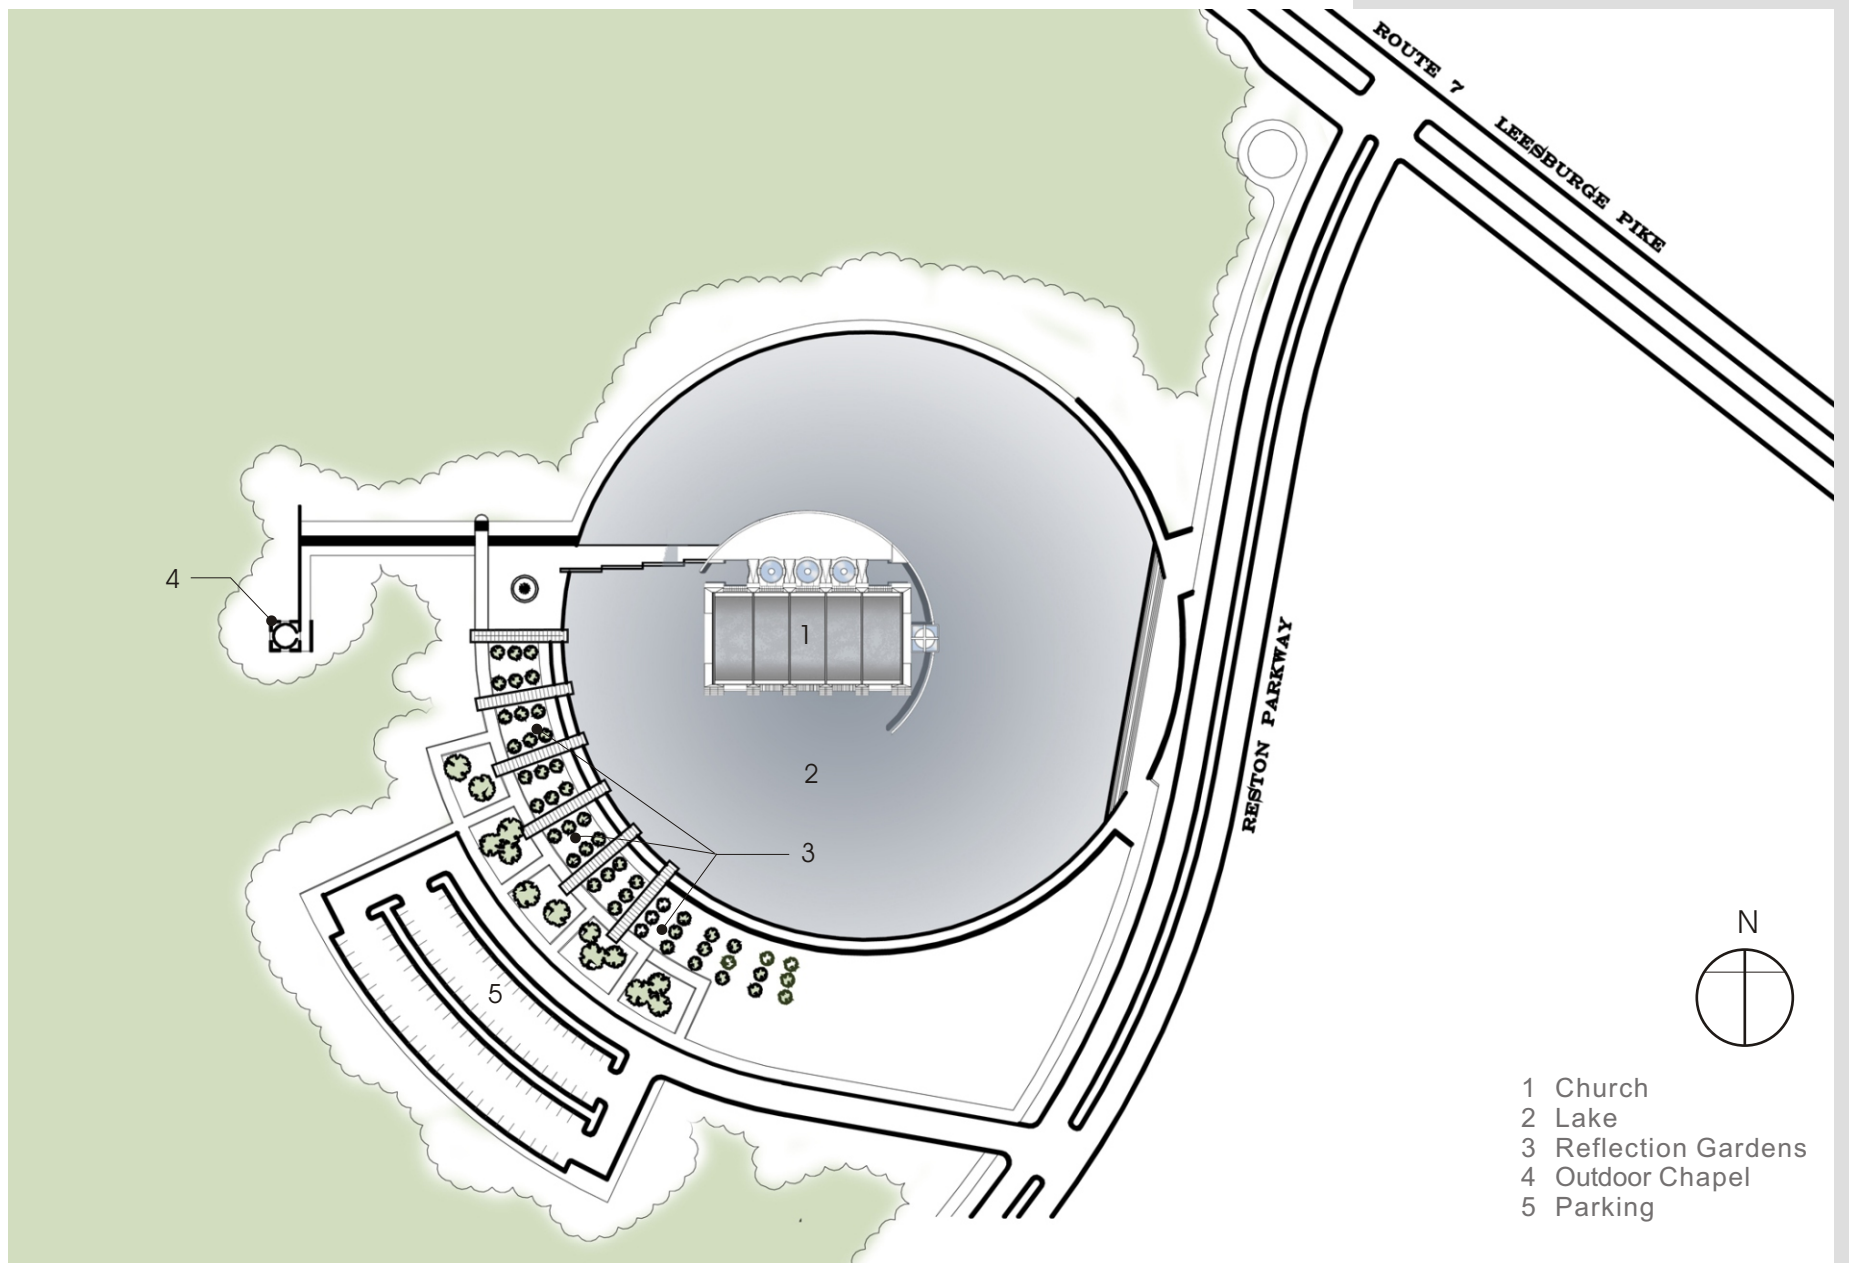 ROUTE 7 LEESBURGE PIKE
4
1
RESTON PARKWAY
2
3
5
N
1 Church
2 Lake
3 Reflection Gardens
4 Outdoor Chapel
5 Parking